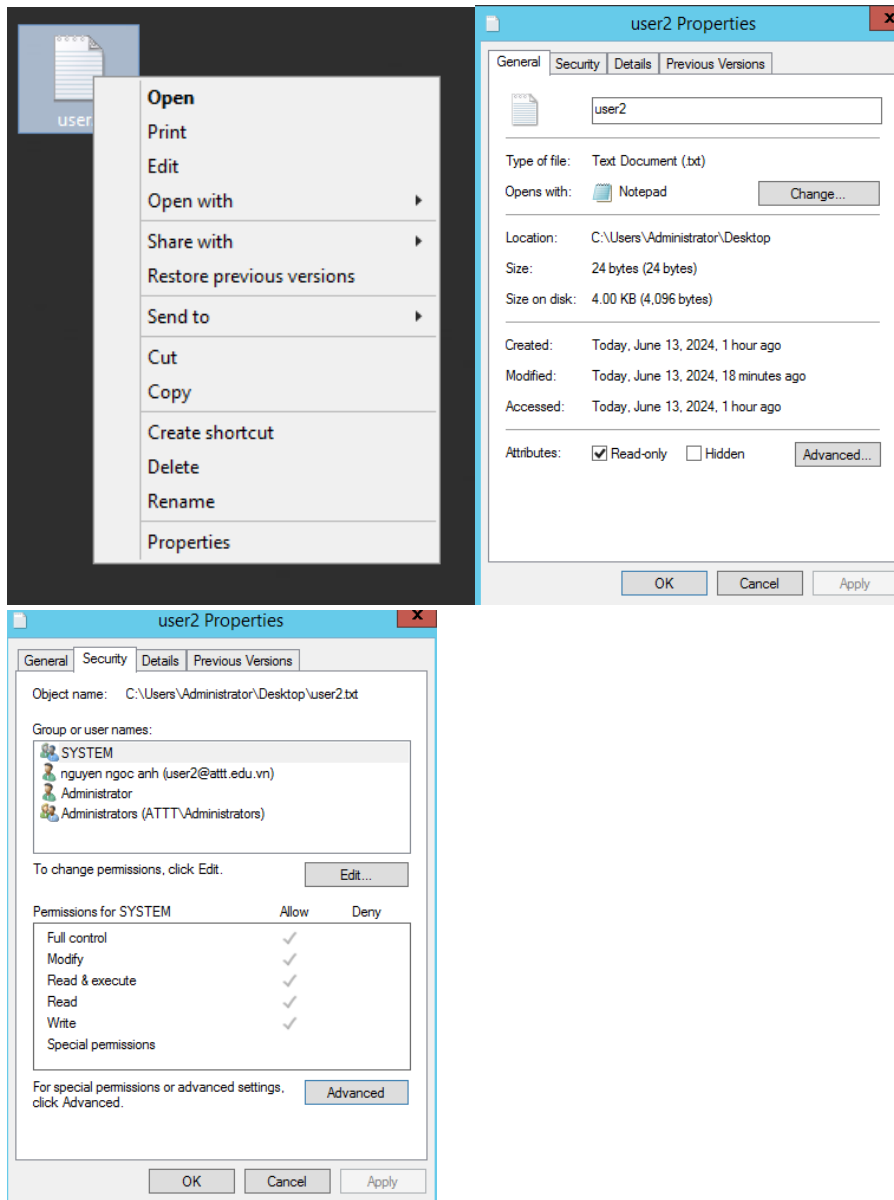 user
Open
Print
Edit
Open with
Share with
Restore previous versions
Send to
Cut
Copy
Create shortcut
Delete
Rename
Properties
user2 Properties
x
General Security Details Previous Versions
user2
Type of file: Text Document (.txt)
Opens with: Notepad Change...
Location: C:\Users\Administrator\Desktop
Size: 24 bytes (24 bytes)
Size on disk: 4.00 KB (4,096 bytes)
Created: Today, June 13, 2024, 1 hour ago
Modified: Today, June 13, 2024, 18 minutes ago
Accessed: Today, June 13, 2024, 1 hour ago
Attributes: Read-only Hidden Advanced...
OK Cancel Apply
user2 Properties
x
General Security Details Previous Versions
Object name: C:\Users\Administrator\Desktop\user2.txt
Group or user names:
SYSTEM
nguyen ngoc anh (user2@attt.edu.vn)
Administrator
Administrators (ATTT\Administrators)
To change permissions, click Edit. Edit...
Permissions for SYSTEM Allow Deny
Full control
Modify
Read & execute
Read
Write
Special permissions
For special permissions or advanced settings,
click Advanced. Advanced
OK Cancel Apply